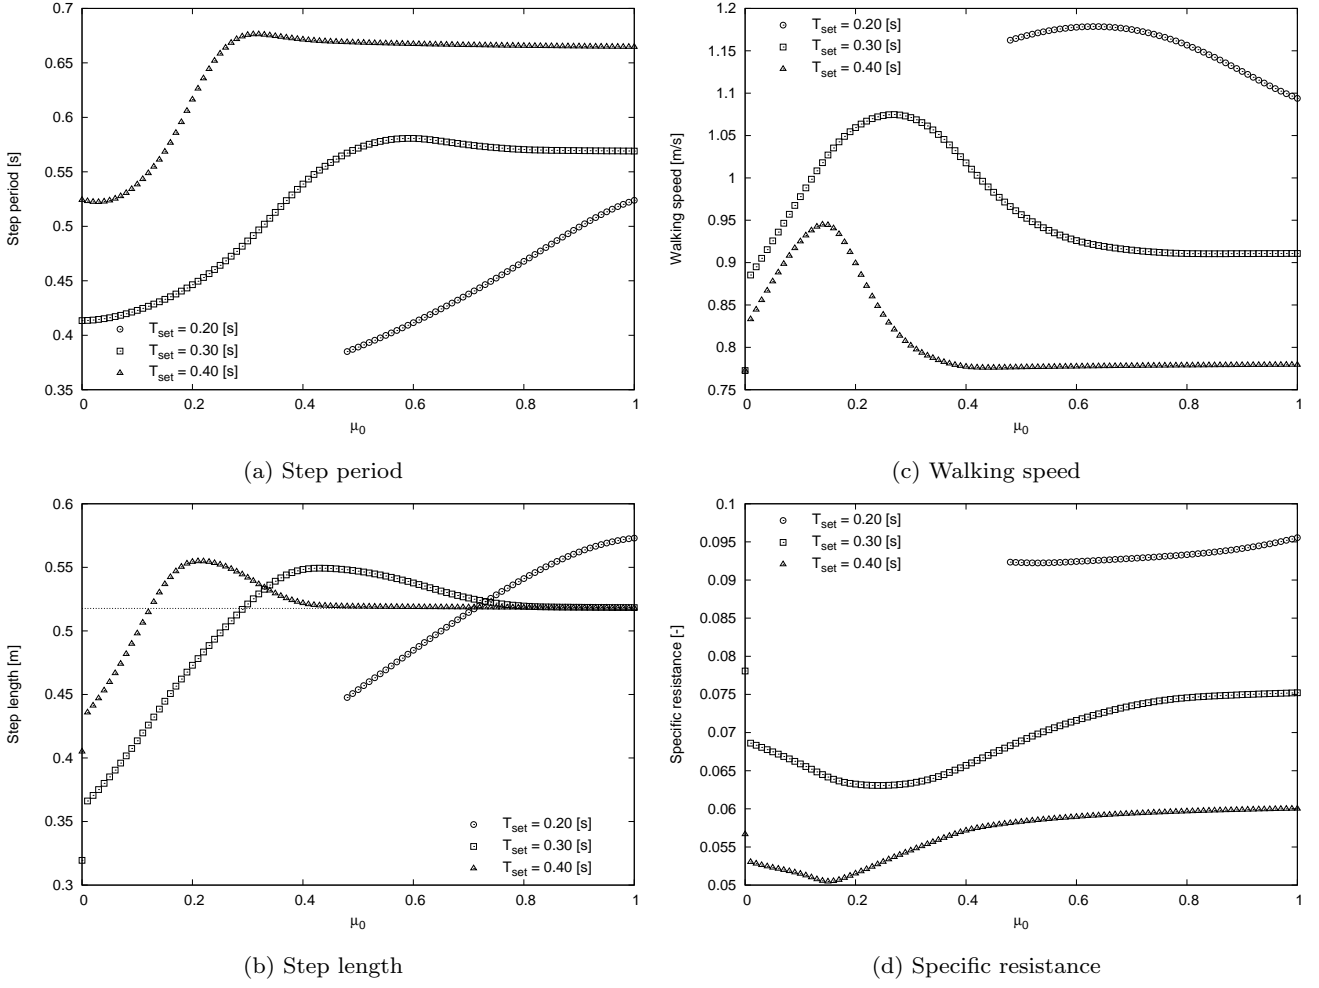 0.7
0.65
0.6
0.55
0.5
0.45
0.4
0.35
0
0.2
0.4
0.6
0.8
1
Step period [s]
μ0
Tset = 0.20 [s]
Tset = 0.30 [s]
Tset = 0.40 [s]
(a) Step period
1.2
1.15
1.1
1.05
1
0.95
0.9
0.85
0.8
0.75
0
0.2
0.4
0.6
0.8
1
Walking speed [m/s]
μ0
Tset = 0.20 [s]
Tset = 0.30 [s]
Tset = 0.40 [s]
(c) Walking speed
0.6
0.55
0.5
0.45
0.4
0.35
0.3
0
0.2
0.4
0.6
0.8
1
Step length [m]
μ0
Tset = 0.20 [s]
Tset = 0.30 [s]
Tset = 0.40 [s]
(b) Step length
0.1
0.095
0.09
0.085
0.08
0.075
0.07
0.065
0.06
0.055
0.05
0
0.2
0.4
0.6
0.8
1
Specific resistance [-]
μ0
Tset = 0.20 [s]
Tset = 0.30 [s]
Tset = 0.40 [s]
(d) Specific resistance